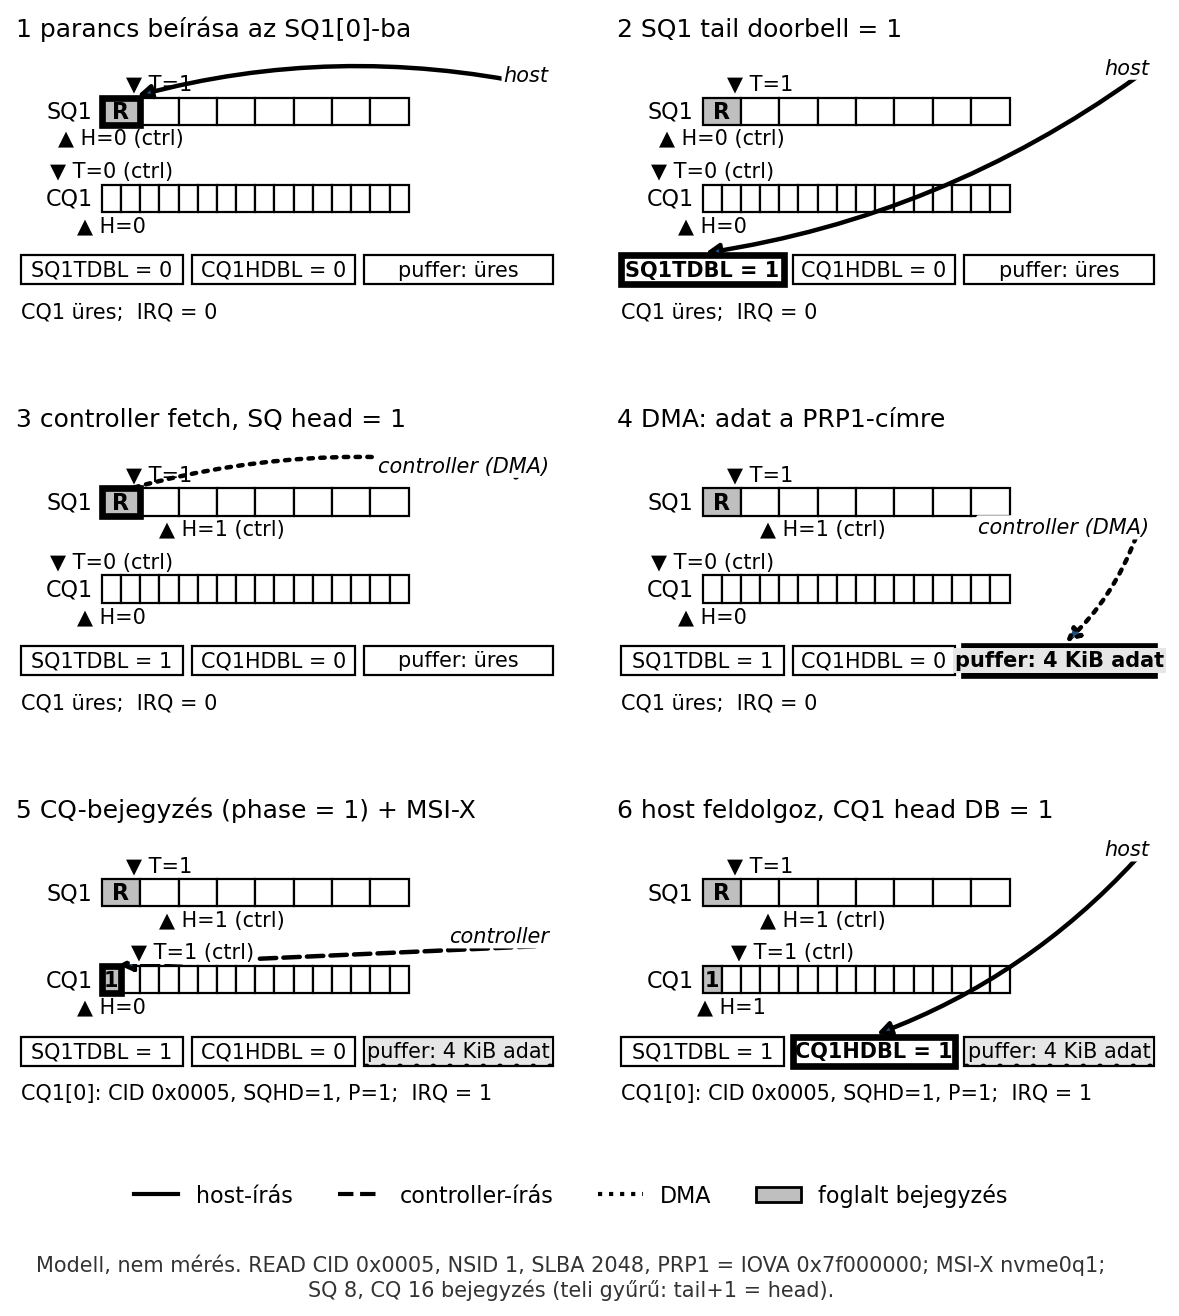 1 parancs beírása az SQ1[0]-ba
host
▼ T=1
SQ1 R
▲ H=0 (ctrl)
▼ T=0 (ctrl)
CQ1
▲ H=0
SQ1TDBL = 0 CQ1HDBL = 0 puffer: üres
CQ1 üres; IRQ = 0
2 SQ1 tail doorbell = 1
host
▼ T=1
SQ1 R
▲ H=0 (ctrl)
▼ T=0 (ctrl)
CQ1
▲ H=0
SQ1TDBL = 1 CQ1HDBL = 0 puffer: üres
CQ1 üres; IRQ = 0
3 controller fetch, SQ head = 1
controller (DMA)
▼ T=1
SQ1 R
▲ H=1 (ctrl)
▼ T=0 (ctrl)
CQ1
▲ H=0
SQ1TDBL = 1 CQ1HDBL = 0 puffer: üres
CQ1 üres; IRQ = 0
4 DMA: adat a PRP1-címre
▼ T=1
SQ1 R
controller (DMA)
▲ H=1 (ctrl)
▼ T=0 (ctrl)
CQ1
▲ H=0
SQ1TDBL = 1 CQ1HDBL = 0 puffer: 4 KiB adat
CQ1 üres; IRQ = 0
5 CQ-bejegyzés (phase = 1) + MSI-X
▼ T=1
SQ1 R
▲ H=1 (ctrl)
controller
▼ T=1 (ctrl)
CQ1 1
▲ H=0
SQ1TDBL = 1 CQ1HDBL = 0 puffer: 4 KiB adat
CQ1[0]: CID 0x0005, SQHD=1, P=1; IRQ = 1
6 host feldolgoz, CQ1 head DB = 1
host
▼ T=1
SQ1 R
▲ H=1 (ctrl)
▼ T=1 (ctrl)
CQ1 1
▲ H=1
SQ1TDBL = 1 CQ1HDBL = 1 puffer: 4 KiB adat
CQ1[0]: CID 0x0005, SQHD=1, P=1; IRQ = 1
host-írás controller-írás DMA foglalt bejegyzés
Modell, nem mérés. READ CID 0x0005, NSID 1, SLBA 2048, PRP1 = IOVA 0x7f000000; MSI-X nvme0q1;
SQ 8, CQ 16 bejegyzés (teli gyűrű: tail+1 = head).